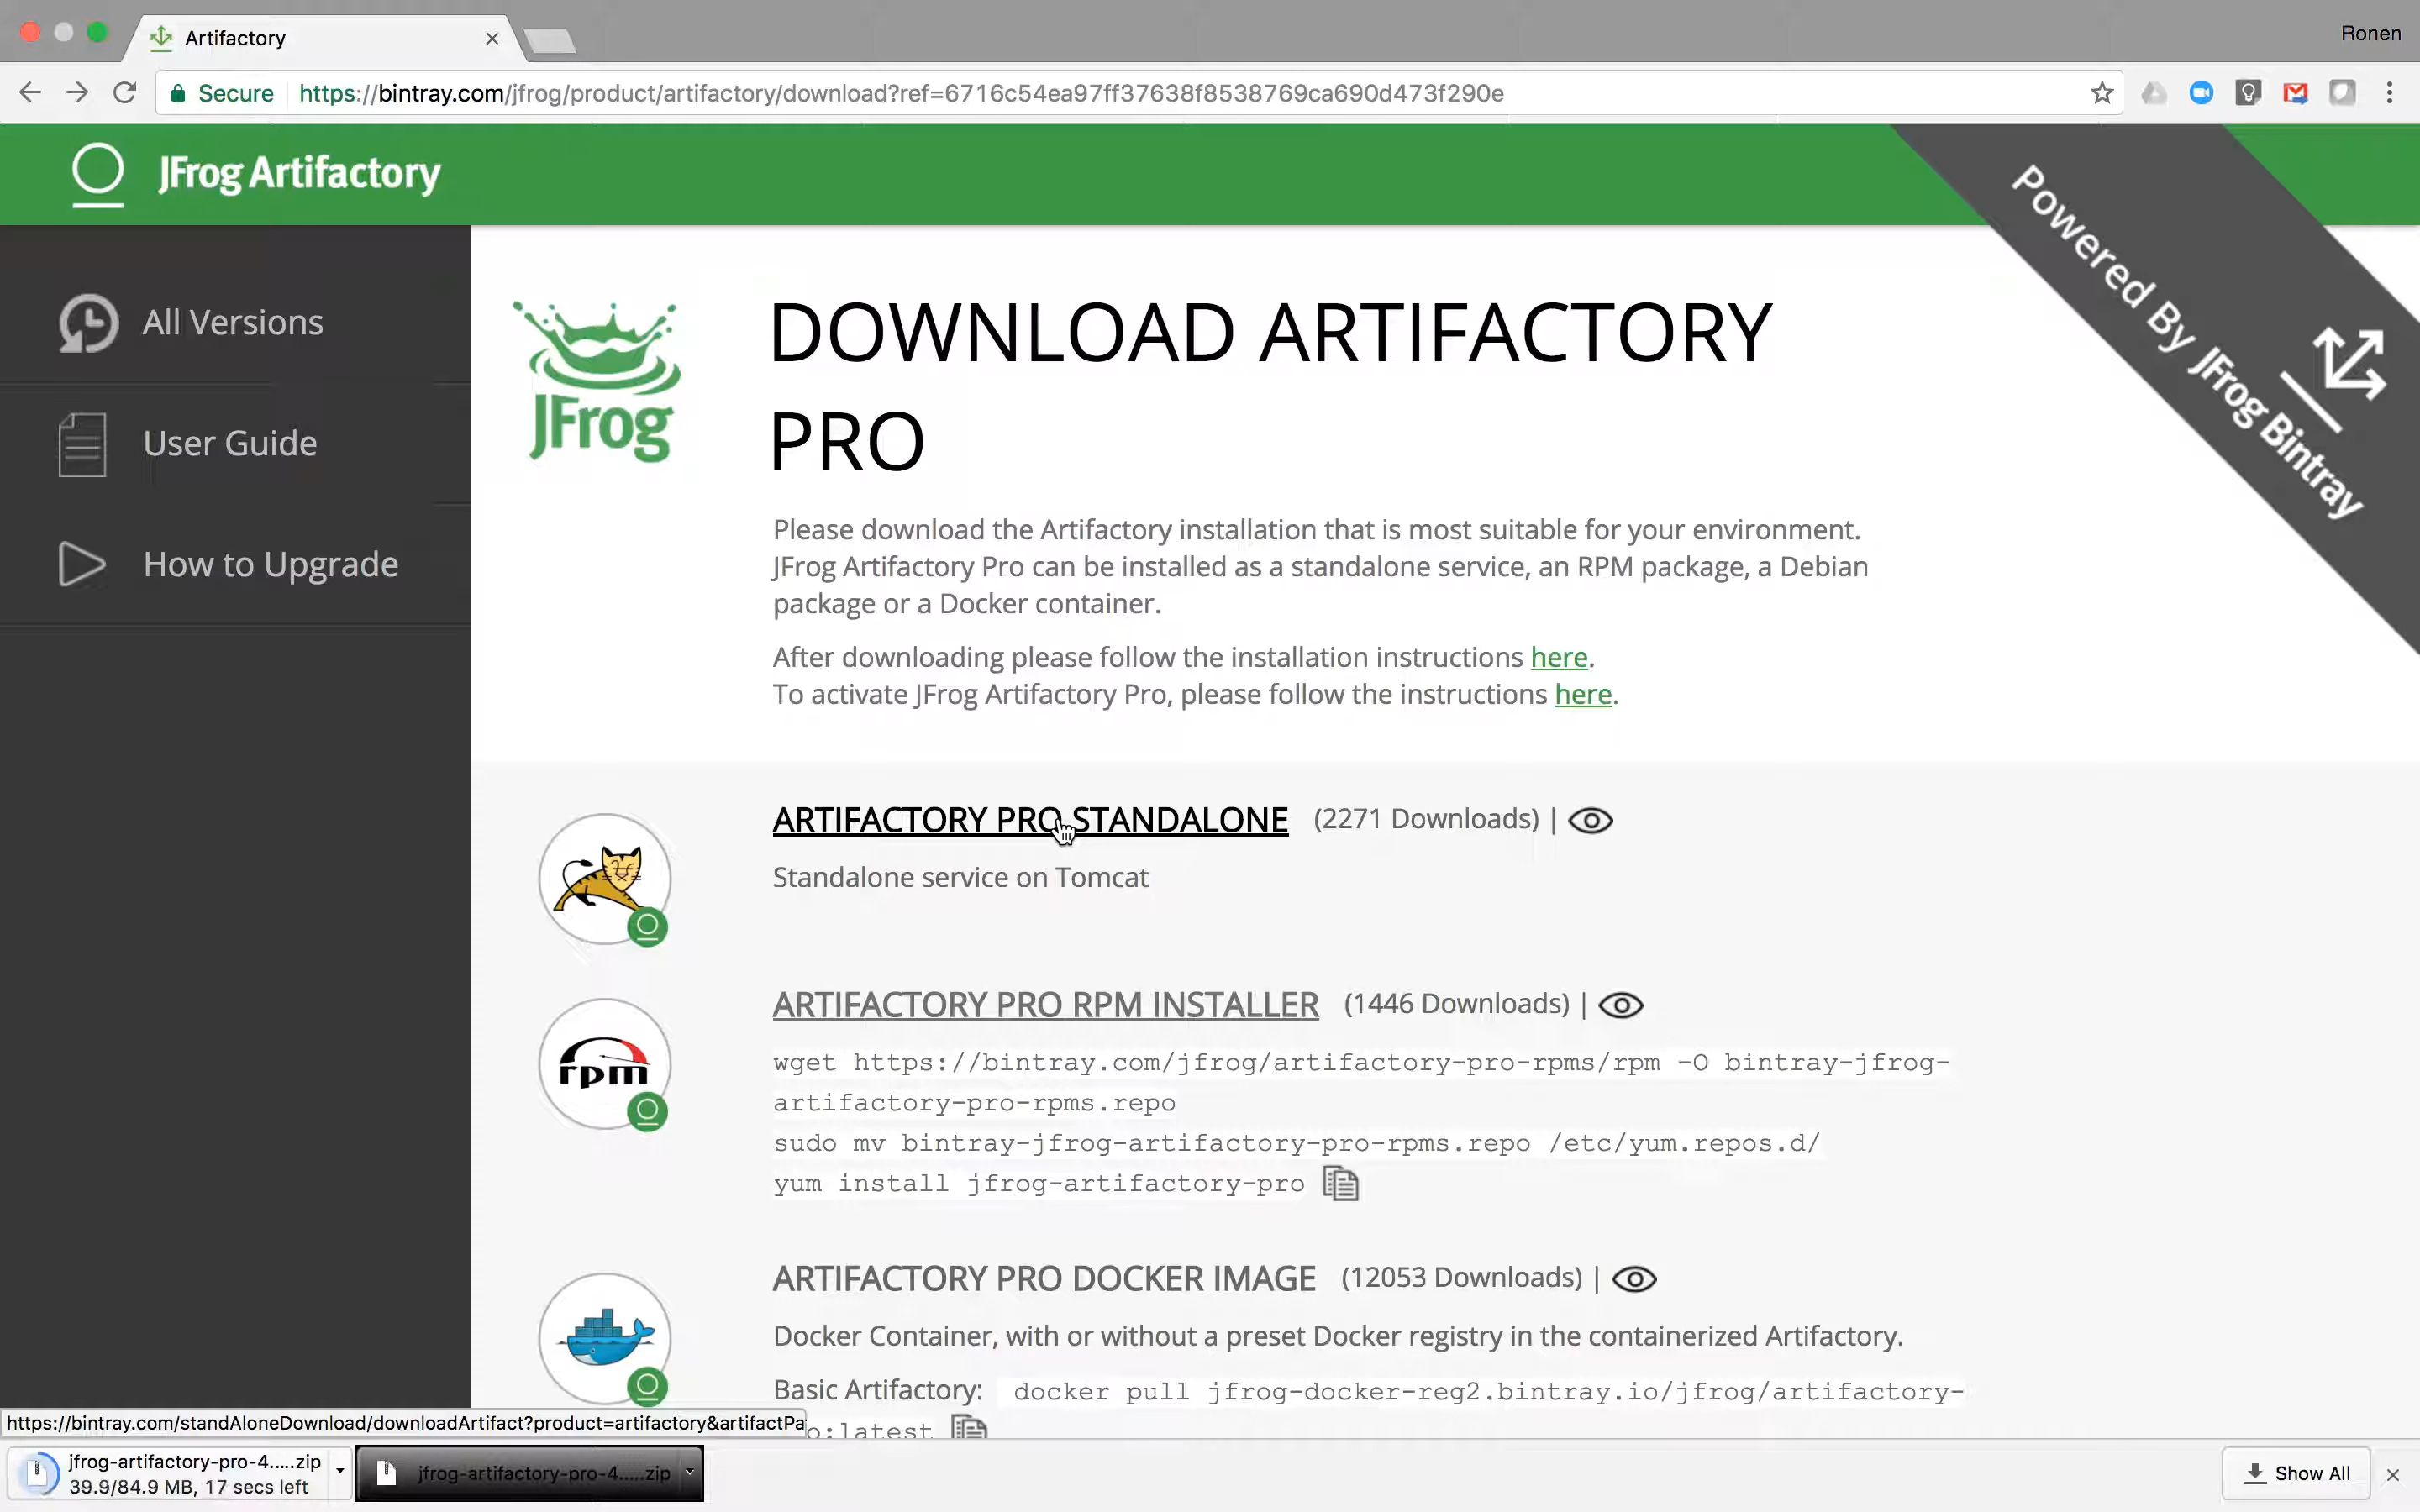 Artifactory
Ronen
Secure https://bintray.com/jfrog/product/artifactory/download?ref=6716c54ea97ff37638f8538769ca690d473f290e
JFrog Artifactory
Powered By JFrog Bintray
All Versions
User Guide
How to Upgrade
JFrog
DOWNLOAD ARTIFACTORY
PRO
Please download the Artifactory installation that is most suitable for your environment.
JFrog Artifactory Pro can be installed as a standalone service, an RPM package, a Debian
package or a Docker container.
After downloading please follow the installation instructions here.
To activate JFrog Artifactory Pro, please follow the instructions here.
ARTIFACTORY PRO STANDALONE (2271 Downloads) |
Standalone service on Tomcat
rpm
ARTIFACTORY PRO RPM INSTALLER (1446 Downloads) |
wget https://bintray.com/jfrog/artifactory-pro-rpms/rpm -O bintray-jfrog-
artifactory-pro-rpms.repo
sudo mv bintray-jfrog-artifactory-pro-rpms.repo /etc/yum.repos.d/
yum install jfrog-artifactory-pro
ARTIFACTORY PRO DOCKER IMAGE (12053 Downloads) |
Docker Container, with or without a preset Docker registry in the containerized Artifactory.
Basic Artifactory: docker pull jfrog-docker-reg2.bintray.io/jfrog/artifactory-
o:latest
https://bintray.com/standAloneDownload/downloadArtifact?product=artifactory&artifactPa
jfrog-artifactory-pro-4.....zip
39.9/84.9 MB, 17 secs left
jfrog-artifactory-pro-4.....zip
Show All